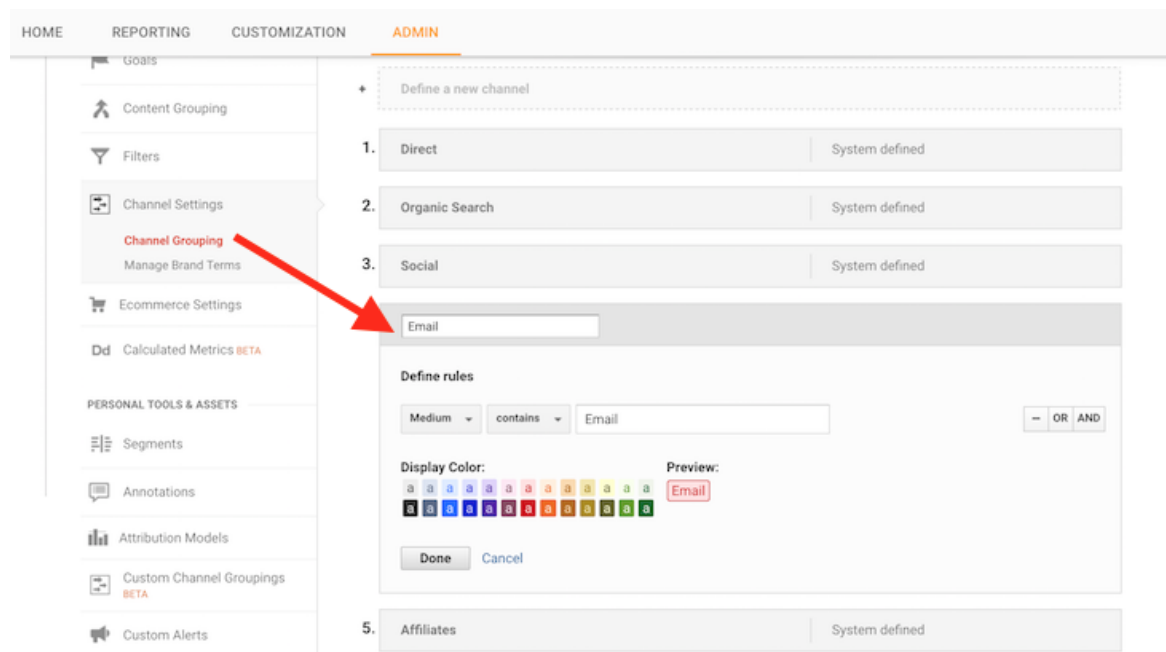 HOME REPORTING CUSTOMIZATION ADMIN
Goals
Content Grouping
Filters
Channel Settings
Channel Grouping
Manage Brand Terms
Ecommerce Settings
Dd Calculated Metrics BETA
PERSONAL TOOLS & ASSETS
Segments
Annotations
Attribution Models
Custom Channel Groupings
BETA
Custom Alerts
+ Define a new channel
1. Direct System defined
2. Organic Search System defined
3. Social System defined
Email
Define rules
Medium contains Email – OR AND
Display Color: Preview:
a a a a a a a a a a a a a Email
a a a a a a a a a a a a a
Done Cancel
5. Affiliates System defined